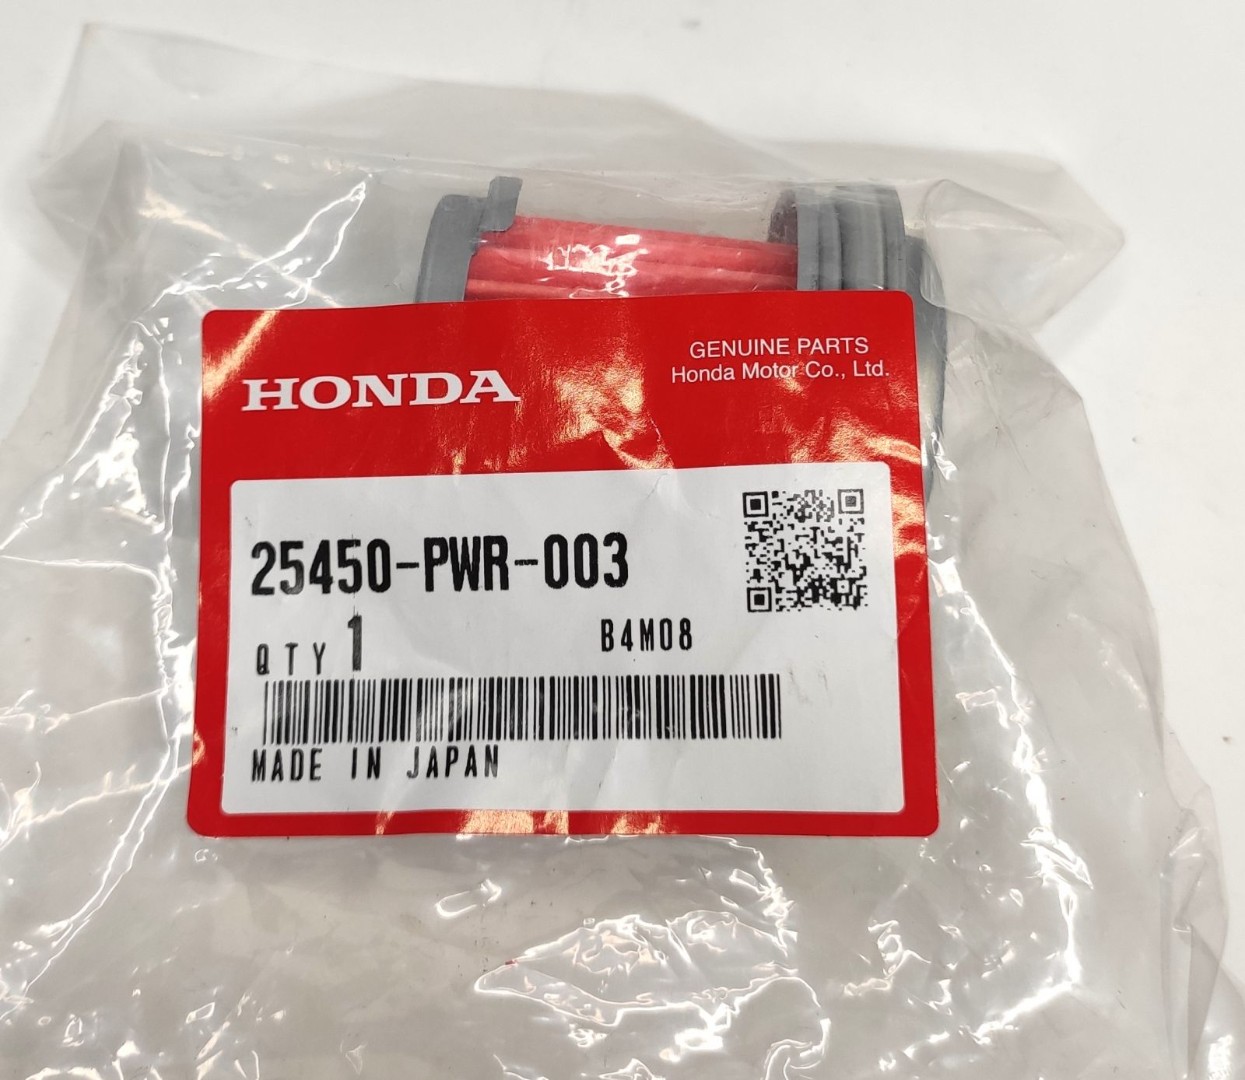 HONDA
GENUINE PARTS
Honda Motor Co., Ltd.
25450-PWR-003
QTY 1
B4M08
MADE IN JAPAN